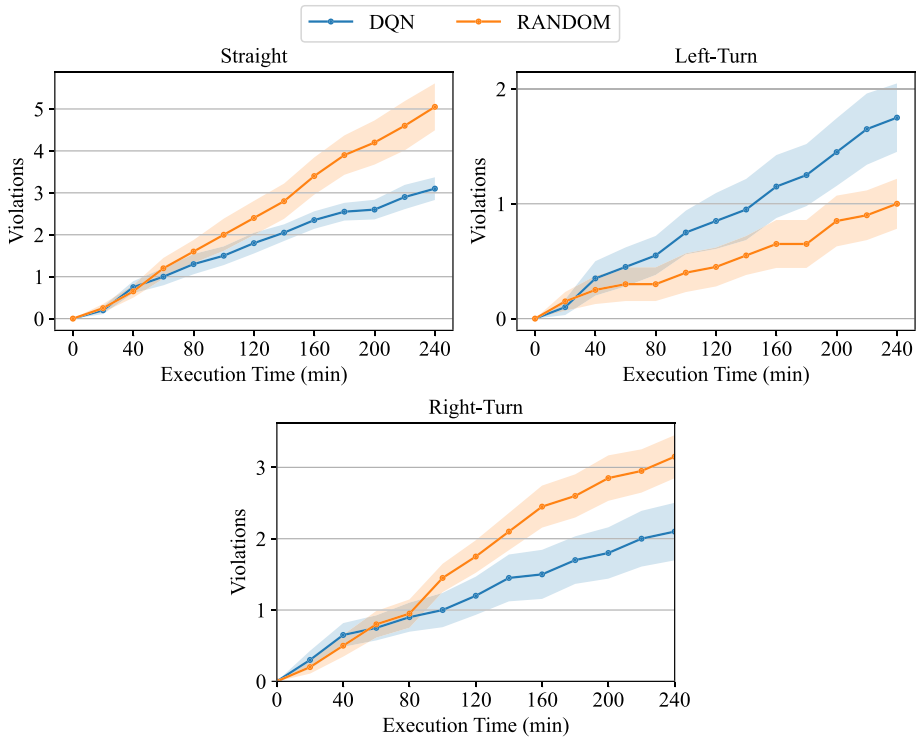 DQN RANDOM
Straight
5
4
3
2
1
0
Violations
0 40 80 120 160 200 240
Execution Time (min)
Left-Turn
2
1
0
Violations
0 40 80 120 160 200 240
Execution Time (min)
Right-Turn
3
2
1
0
Violations
0 40 80 120 160 200 240
Execution Time (min)